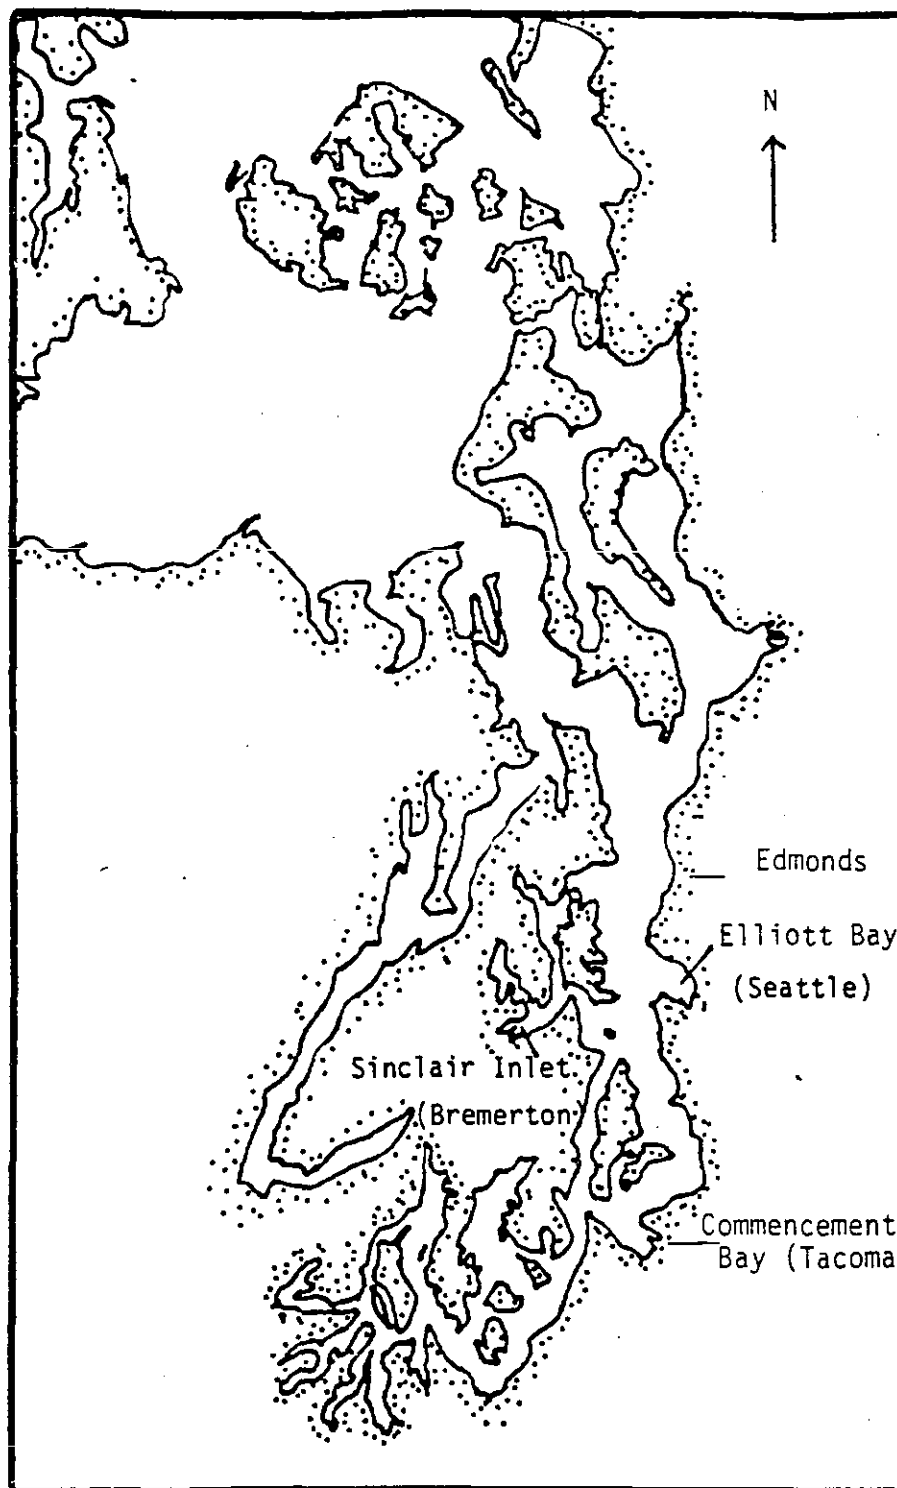 N
Edmonds
Elliott Bay
(Seattle)
Sinclair Inlet
(Bremerton)
Commencement
Bay (Tacoma